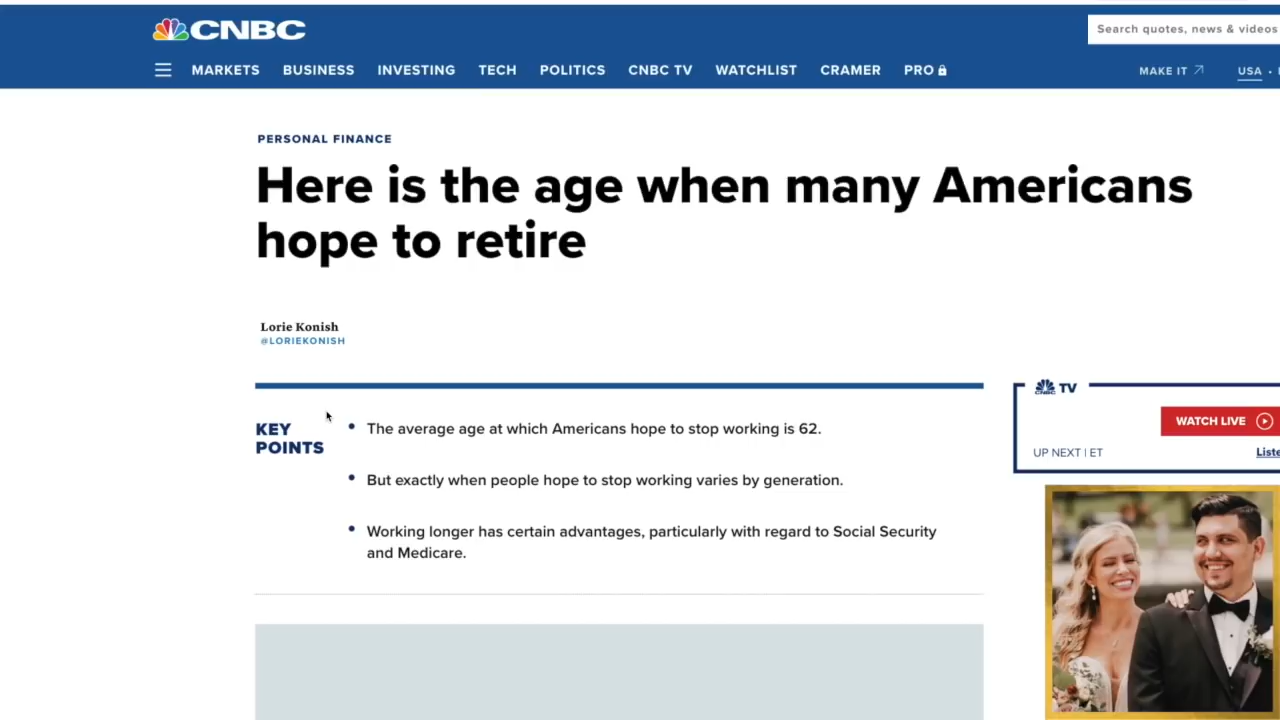 CNBC
Search quotes, news & videos
MARKETS BUSINESS INVESTING TECH POLITICS CNBC TV WATCHLIST CRAMER PRO
MAKE IT USA •
PERSONAL FINANCE
Here is the age when many Americans
hope to retire
Lorie Konish
@LORIEKONISH
KEY
POINTS
• The average age at which Americans hope to stop working is 62.
• But exactly when people hope to stop working varies by generation.
• Working longer has certain advantages, particularly with regard to Social Security
and Medicare.
CNBC TV
WATCH LIVE
UP NEXT | ET
Liste